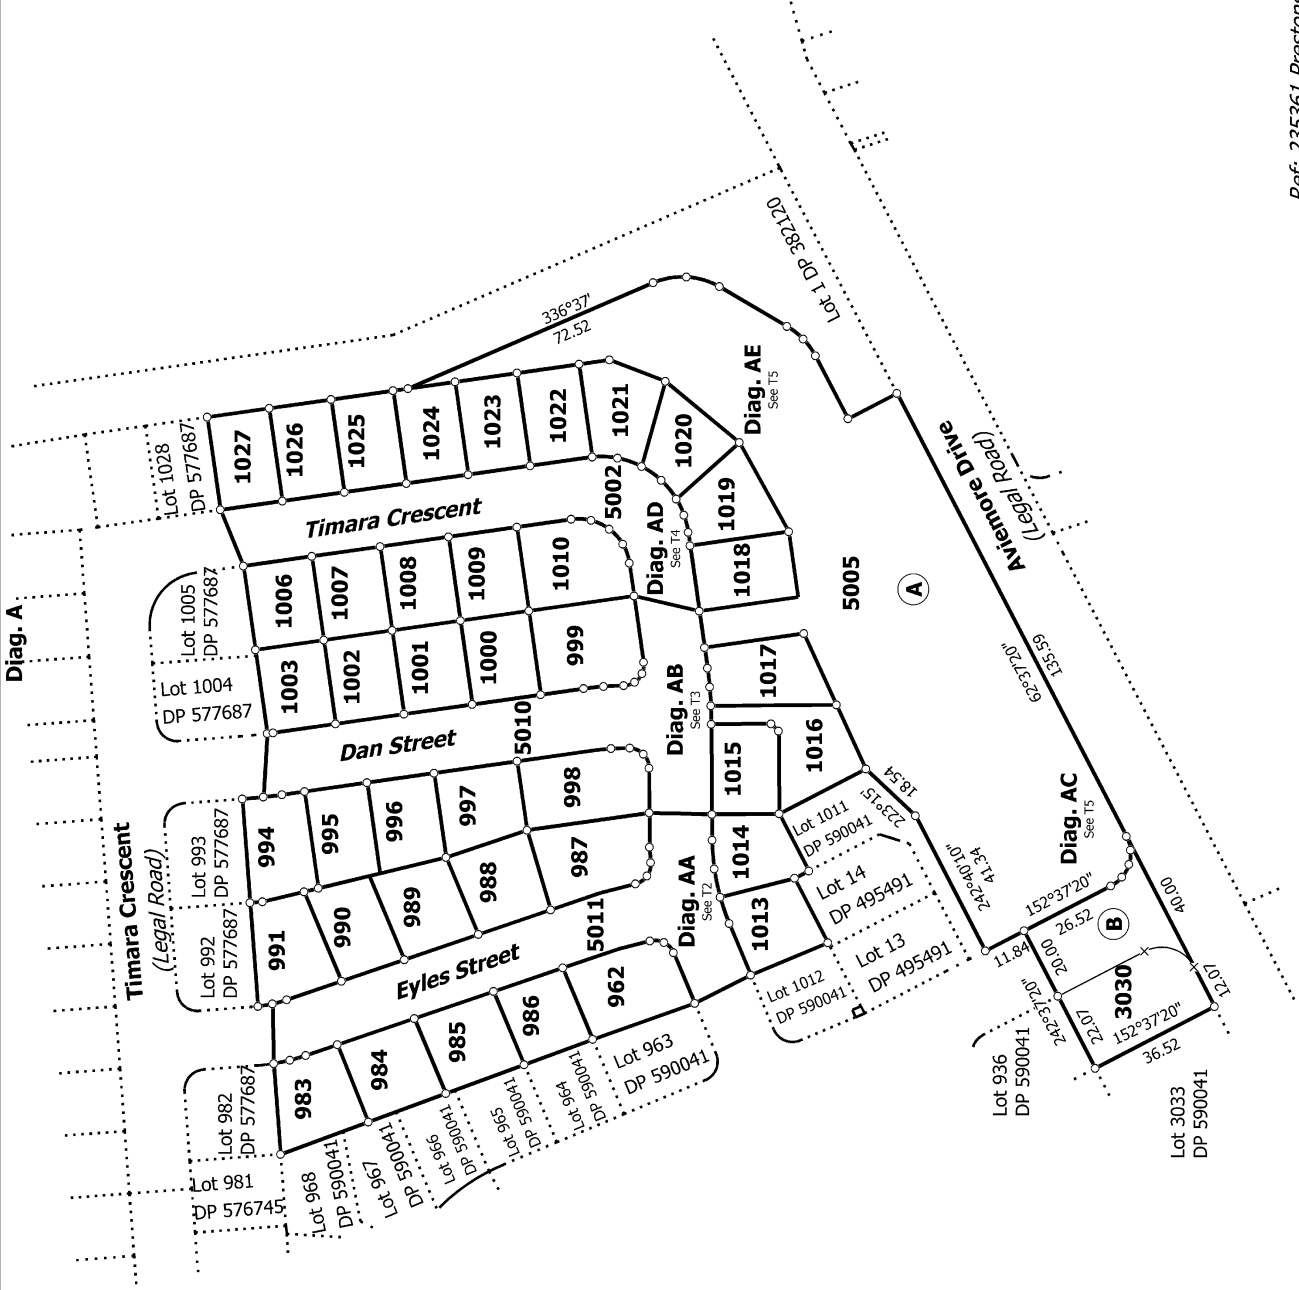 Diag. A
Ref: 235361 Prestons
Timara Crescent
(Legal Road)
Lot 1028
DP 577687
Lot 1005
DP 577687
Lot 1004
DP 577687
Lot 993
DP 577687
Lot 992
DP 577687
Lot 982
DP 577687
Lot 981
DP 576745
Lot 968
DP 590041
Lot 967
DP 590041
Lot 966
DP 590041
Lot 965
DP 590041
Lot 964
DP 590041
Lot 963
DP 590041
1027
1026
1025
1024
1023
1022
1021
1020
1019
1018
1017
1016
1015
1014
1013
Timara Crescent
5002
1006
1007
1008
1009
1010
1003
1002
1001
1000
999
Dan Street
5010
994
995
996
997
998
991
990
989
988
987
Eyles Street
5011
983
984
985
986
962
Diag. AA
See T2
Diag. AB
See T3
Diag. AD
See T4
Diag. AE
See T5
Diag. AC
See T5
336°37'
72.52
Lot 1 DP 382120
Aviemore Drive
(Legal Road)
5005
A
62°37'20"
135.59
Lot 1011
DP 590041
Lot 14
DP 495491
Lot 13
DP 495491
Lot 1012
DP 590041
223°15'
18.54
242°40'10"
41.34
11.84
152°37'20"
26.52
40.00
B
20.00
242°37'20"
22.07
3030
152°37'20"
36.52
12.07
Lot 936
DP 590041
Lot 3033
DP 590041